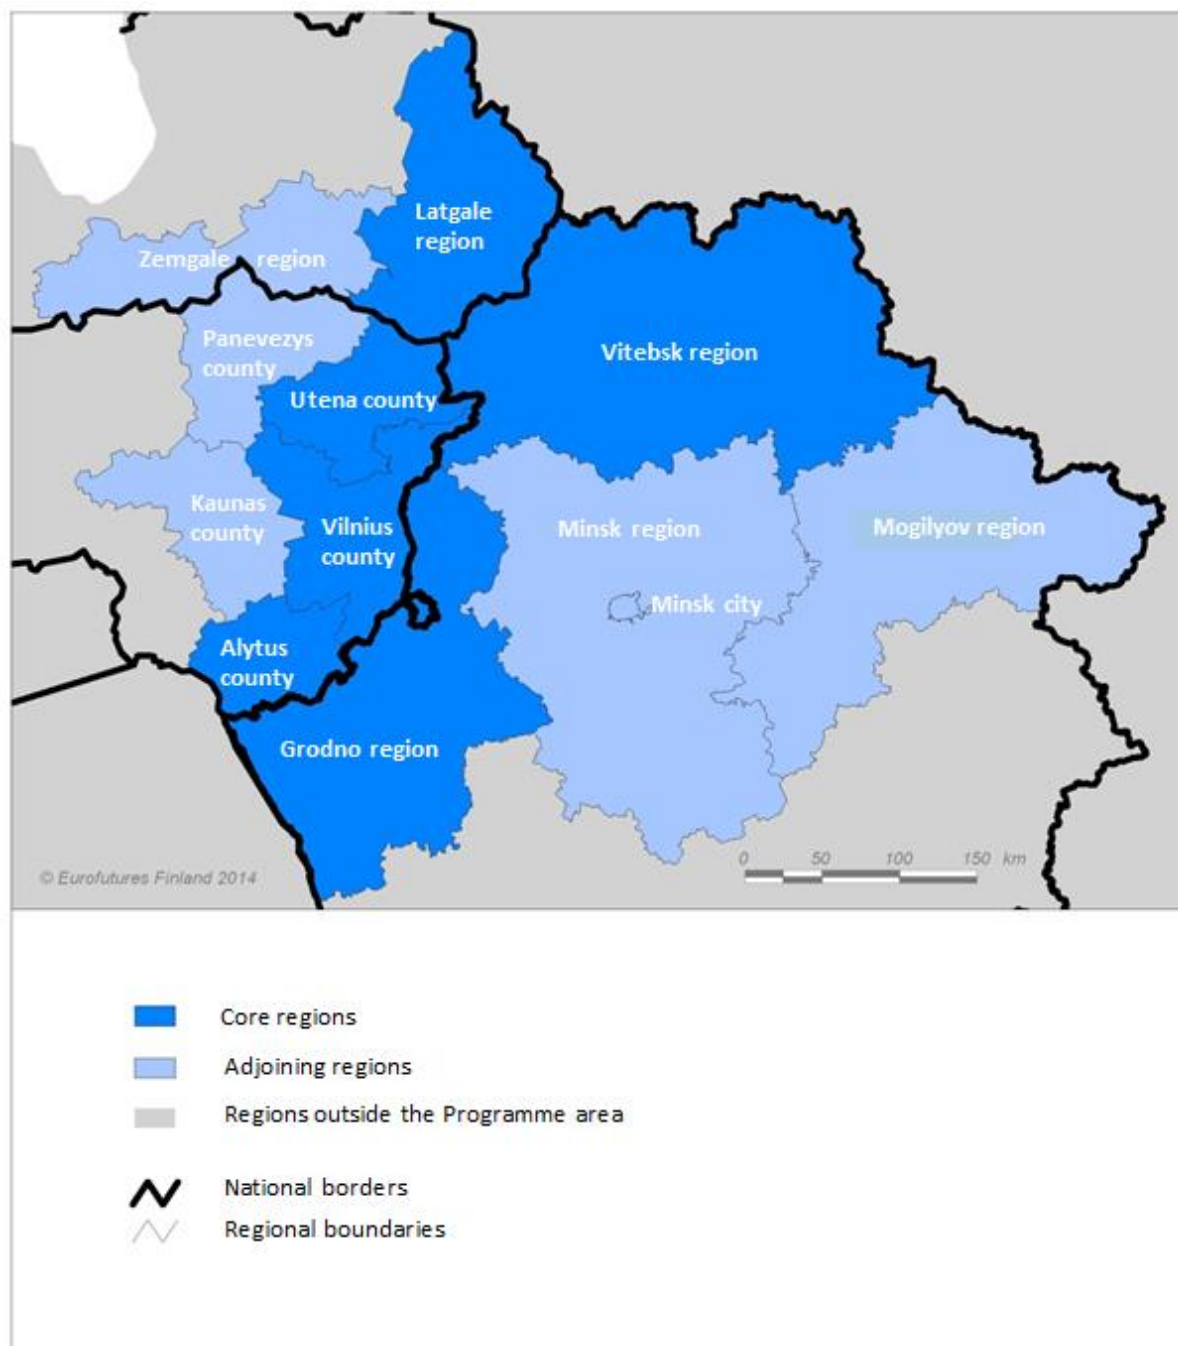 Latgale
region
Zemgale region
Panevezys
county
Vitebsk region
Utena county
Kaunas
county
Vilnius
county
Minsk region
Mogilyov region
Minsk city
Alytus
county
Grodno region
0 50 100 150 km
© Eurofutures Finland 2014
Core regions
Adjoining regions
Regions outside the Programme area
National borders
Regional boundaries